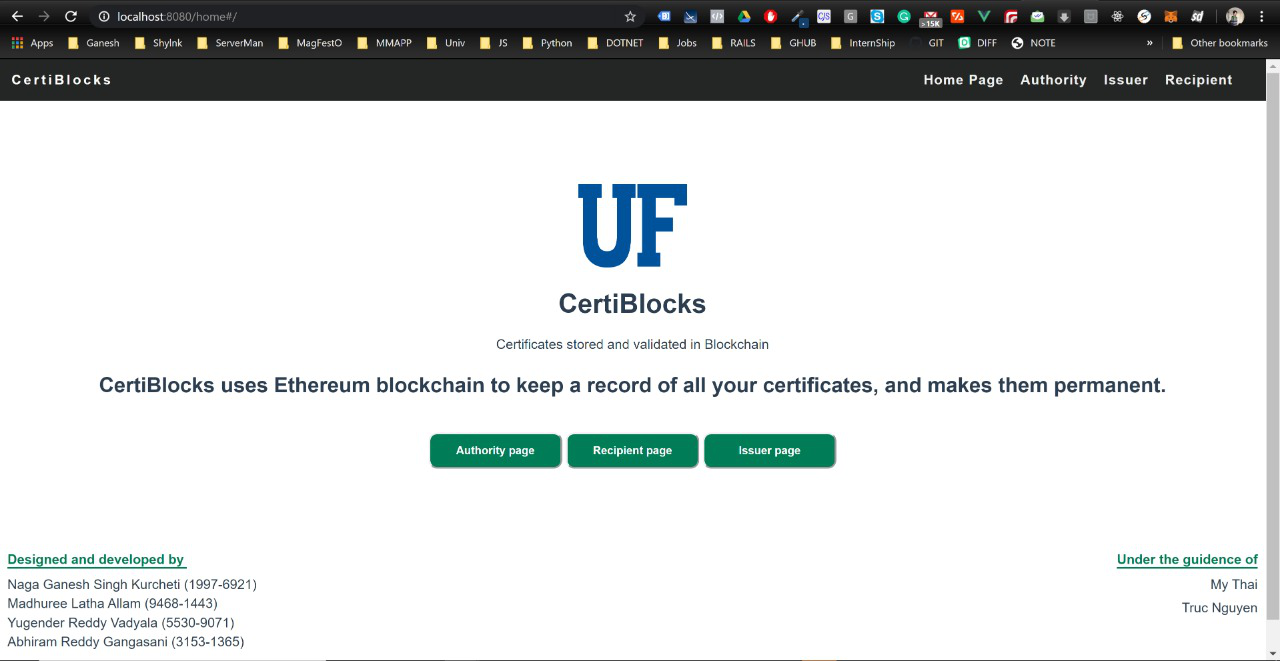 localhost:8080/home#/
>15K
Apps Ganesh ShyInk ServerMan MagFestO MMAPP Univ JS Python DOTNET Jobs RAILS GHUB InternShip GIT DIFF NOTE » Other bookmarks
CertiBlocks Home Page Authority Issuer Recipient
UF
CertiBlocks
Certificates stored and validated in Blockchain
CertiBlocks uses Ethereum blockchain to keep a record of all your certificates, and makes them permanent.
Authority page Recipient page Issuer page
Designed and developed by
Naga Ganesh Singh Kurcheti (1997-6921)
Madhuree Latha Allam (9468-1443)
Yugender Reddy Vadyala (5530-9071)
Abhiram Reddy Gangasani (3153-1365)
Under the guidence of
My Thai
Truc Nguyen